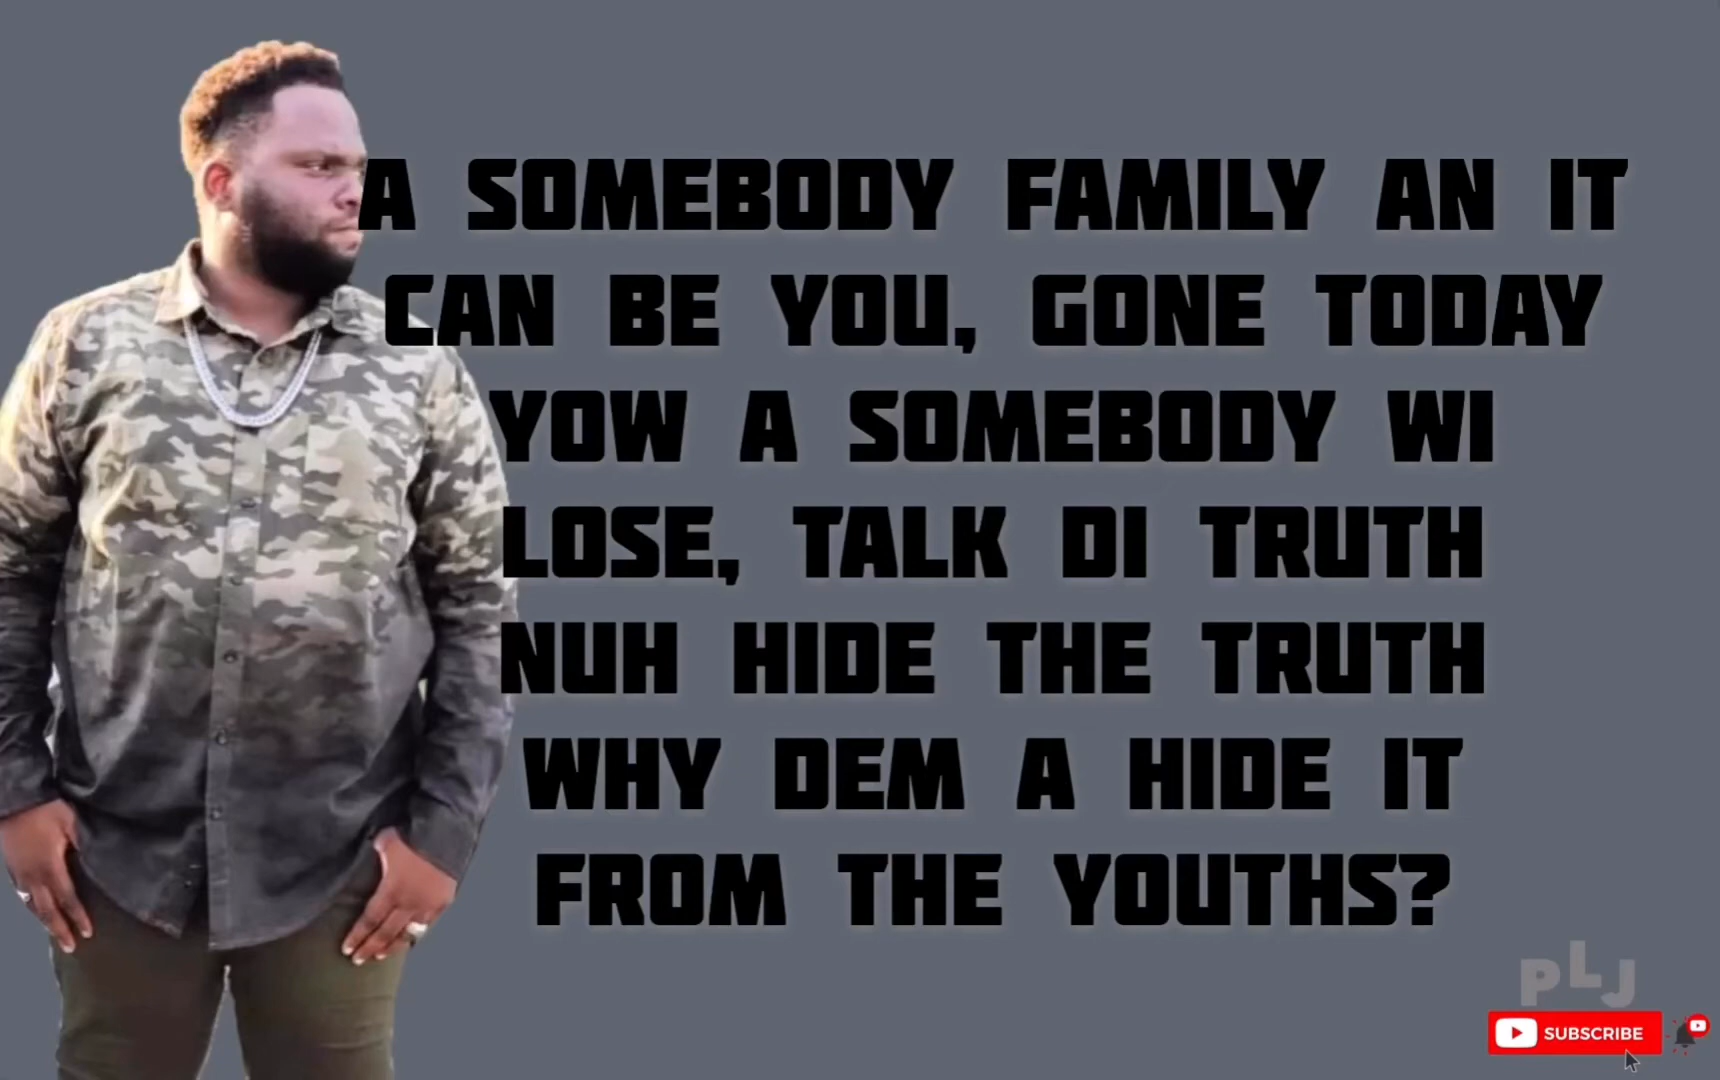 A SOMEBODY FAMILY AN IT
CAN BE YOU, GONE TODAY
YOW A SOMEBODY WI
LOSE, TALK DI TRUTH
NUH HIDE THE TRUTH
WHY DEM A HIDE IT
FROM THE YOUTHS?
PLJ
SUBSCRIBE